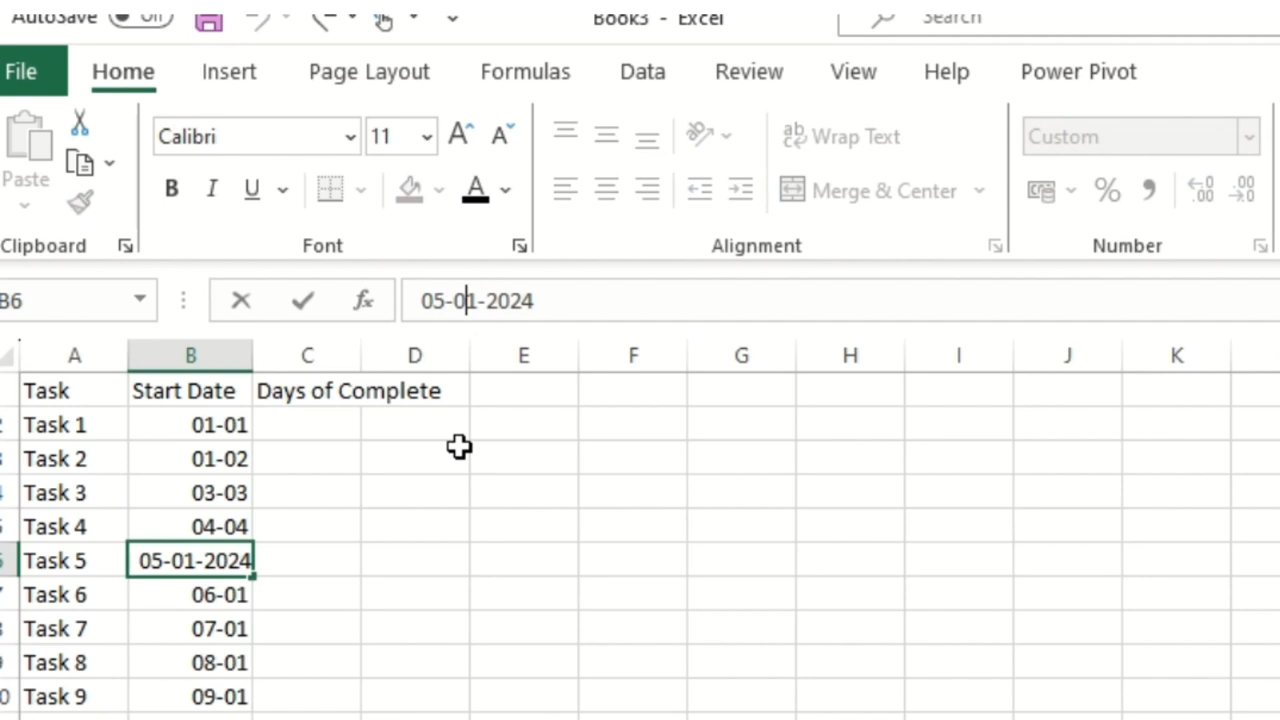 AutoSave Off Book3 - Excel Search
File Home Insert Page Layout Formulas Data Review View Help Power Pivot
Calibri 11 A A ab Wrap Text Custom
Paste B I U A Merge & Center % .00 .00
Clipboard Font Alignment Number
B6 fx 05-01-2024
A B C D E F G H I J K
Task Start Date Days of Complete
Task 1 01-01
Task 2 01-02
Task 3 03-03
Task 4 04-04
Task 5 05-01-2024
Task 6 06-01
Task 7 07-01
Task 8 08-01
Task 9 09-01